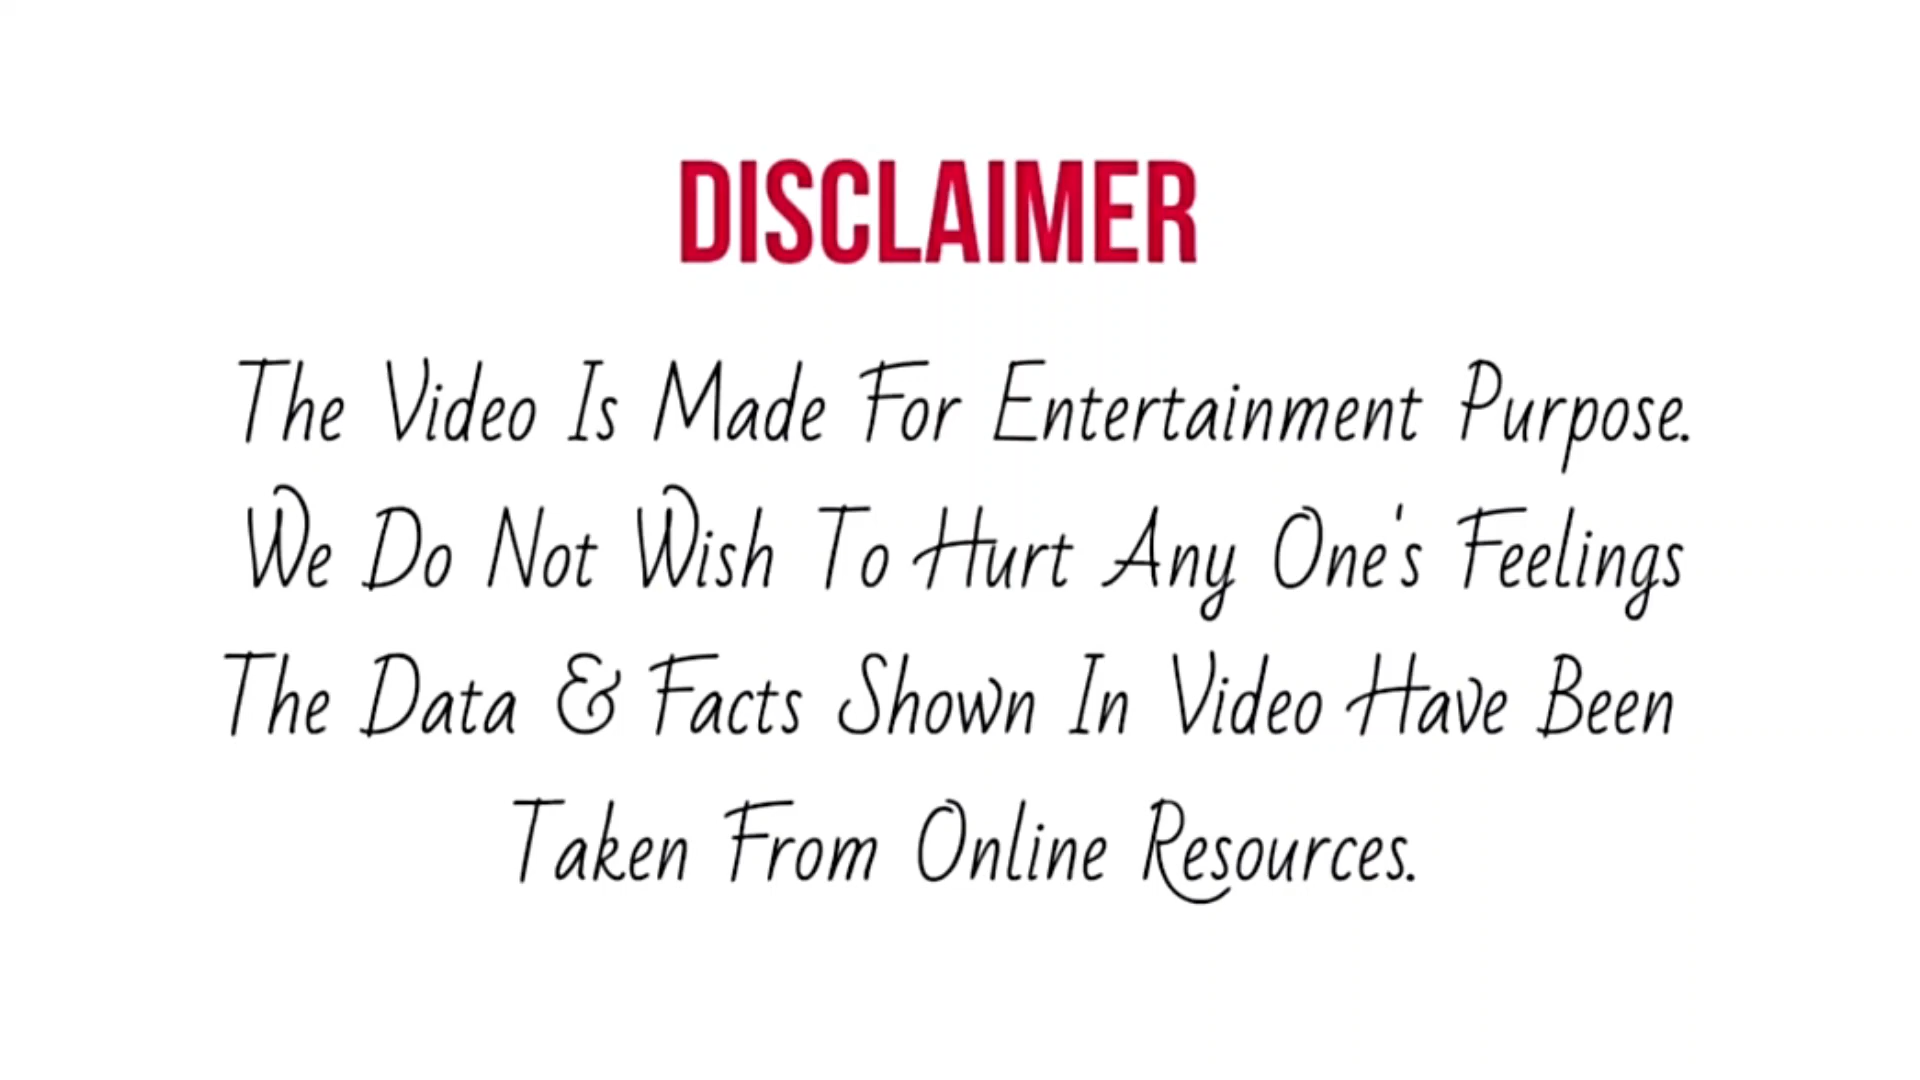 DISCLAIMER
The Video Is Made For Entertainment Purpose.
We Do Not Wish To Hurt Any One's Feelings
The Data & Facts Shown In Video Have Been
Taken From Online Resources.